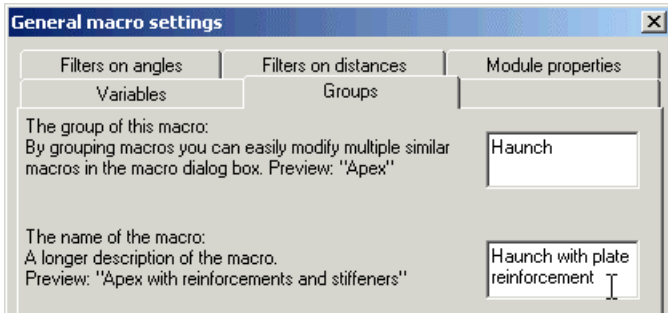 General macro settings
Filters on angles
Filters on distances
Module properties
Variables
Groups
The group of this macro:
By grouping macros you can easily modify multiple similar
macros in the macro dialog box. Preview: "Apex"
Haunch
The name of the macro:
A longer description of the macro.
Preview: "Apex with reinforcements and stiffeners"
Haunch with plate
reinforcement